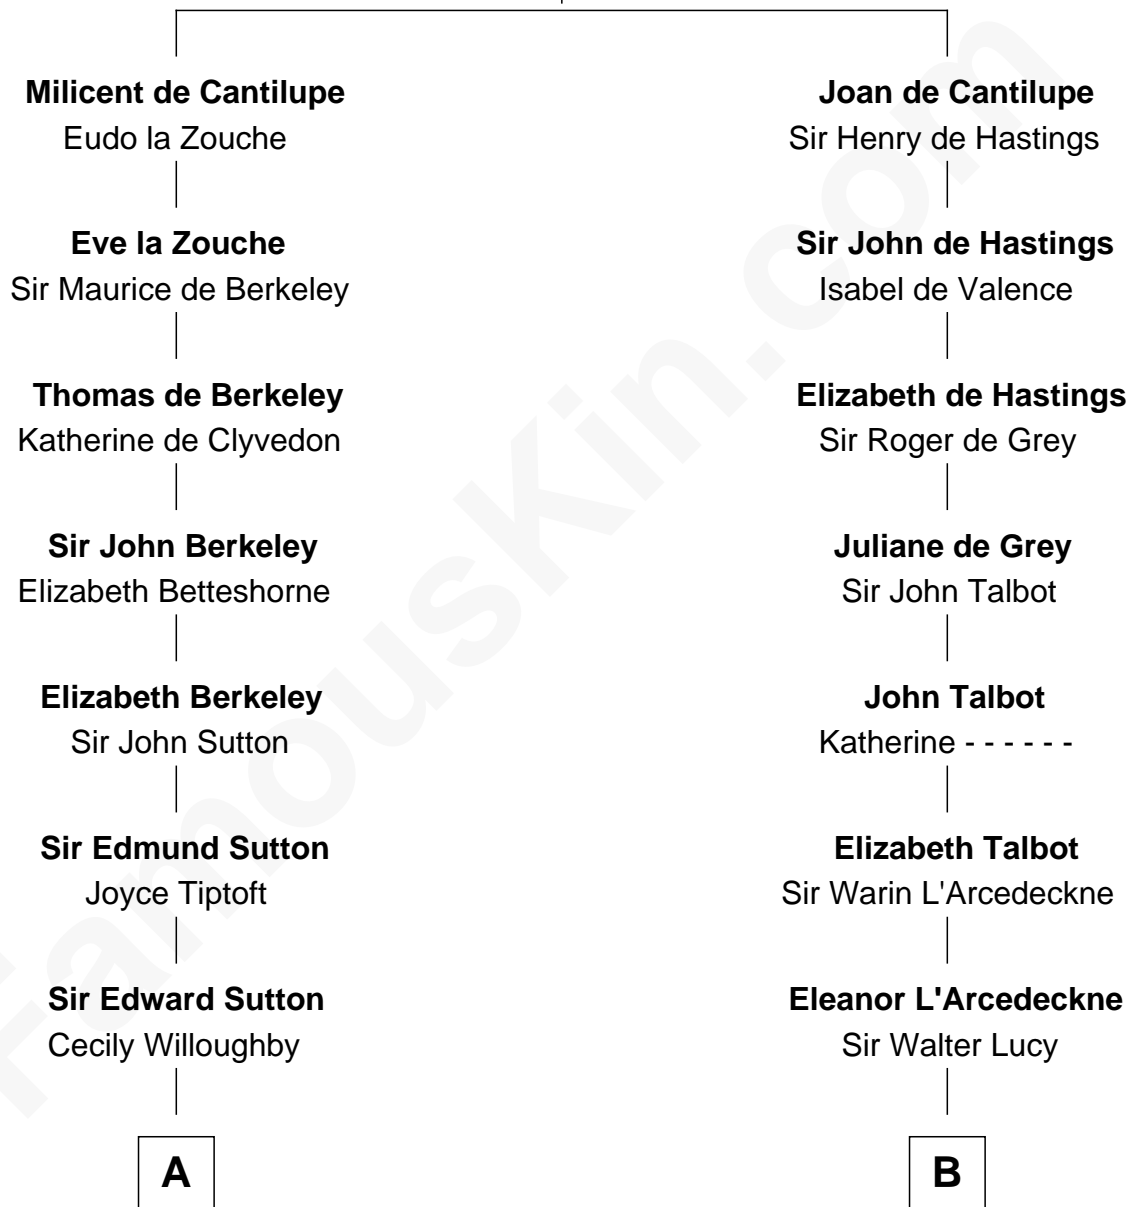 Milicent de Cantilupe
Eudo la Zouche
Joan de Cantilupe
Sir Henry de Hastings
Eve la Zouche
Sir Maurice de Berkeley
Sir John de Hastings
Isabel de Valence
Thomas de Berkeley
Katherine de Clyvedon
Elizabeth de Hastings
Sir Roger de Grey
Sir John Berkeley
Elizabeth Betteshorne
Juliane de Grey
Sir John Talbot
Elizabeth Berkeley
Sir John Sutton
John Talbot
Katherine - - - - - -
Sir Edmund Sutton
Joyce Tiptoft
Elizabeth Talbot
Sir Warin L'Arcedeckne
Sir Edward Sutton
Cecily Willoughby
Eleanor L'Arcedeckne
Sir Walter Lucy
A
B
FamousKin.com